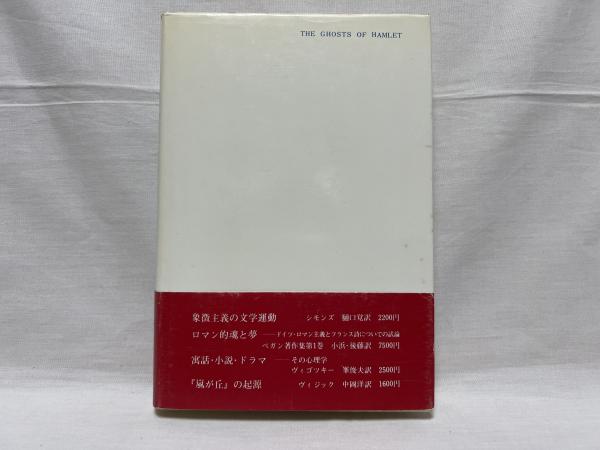 THE GHOSTS OF HAMLET
象徴主義の文学運動 シモンズ 樋口覚訳 2200円
ロマン的魂と夢——ドイツ・ロマン主義とフランス詩についての試論
ベガン著作集第1巻 小浜・後藤訳 7500円
寓話・小説・ドラマ——その心理学
ヴィゴツキー 峯俊夫訳 2500円
『嵐が丘』の起源 ヴィジック 中岡洋訳 1600円